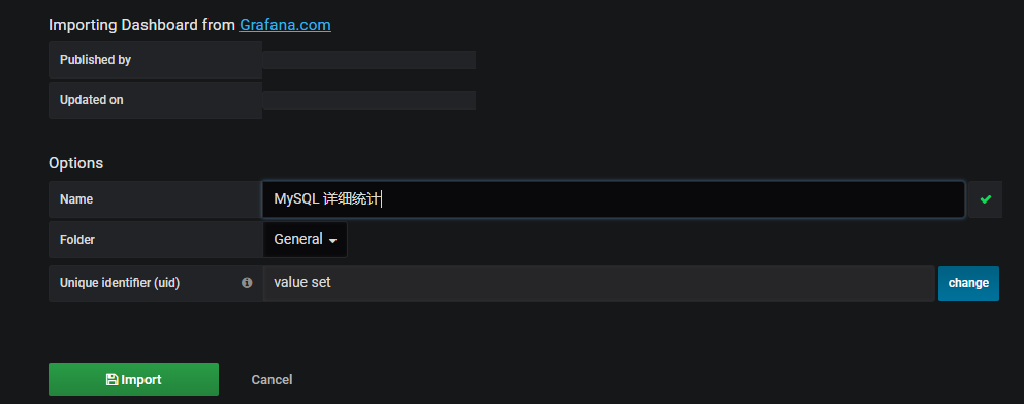 Importing Dashboard from Grafana.com
Published by
Updated on
Options
Name MySQL 详细统计
Folder General
Unique identifier (uid) value set change
Import Cancel